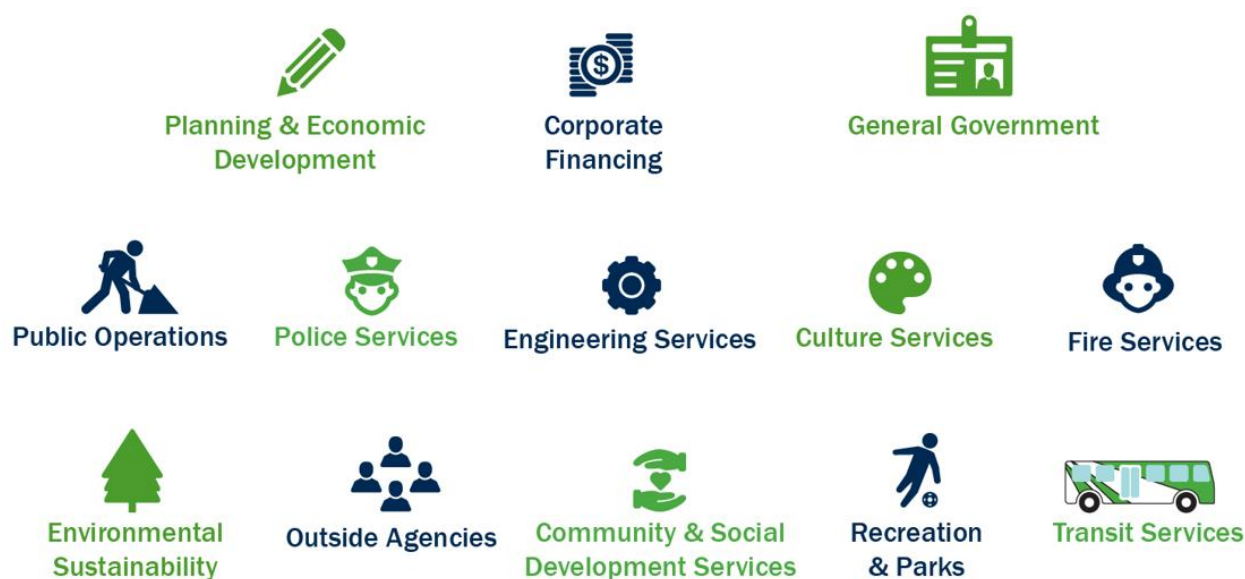 $
Planning & Economic
Development
Corporate
Financing
General Government
Public Operations
Police Services
Engineering Services
Culture Services
Fire Services
Environmental
Sustainability
Outside Agencies
Community & Social
Development Services
Recreation
& Parks
Transit Services